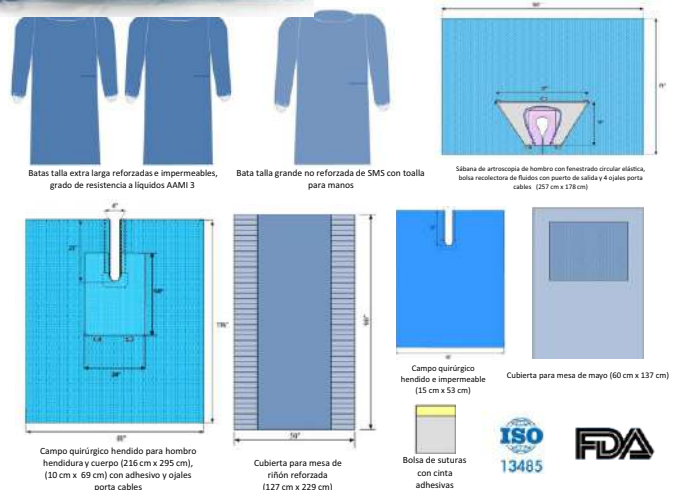 Batas talla extra larga reforzadas e impermeables,
grado de resistencia a líquidos AAMI 3
Bata talla grande no reforzada de SMS con toalla
para manos
Sábana de artroscopia de hombro con fenestrado circular elástica,
bolsa recolectora de fluidos con puerto de salida y 4 ojales porta
cables (257 cm x 178 cm)
4"
116"
90"
50"
Campo quirúrgico
hendido e impermeable
(15 cm x 53 cm)
Cubierta para mesa de mayo (60 cm x 137 cm)
Campo quirúrgico hendido para hombro
hendidura y cuerpo (216 cm x 295 cm),
(10 cm x 69 cm) con adhesivo y ojales
porta cables
Cubierta para mesa de
riñón reforzada
(127 cm x 229 cm)
Bolsa de suturas
con cinta
adhesivas
ISO
13485
FDA